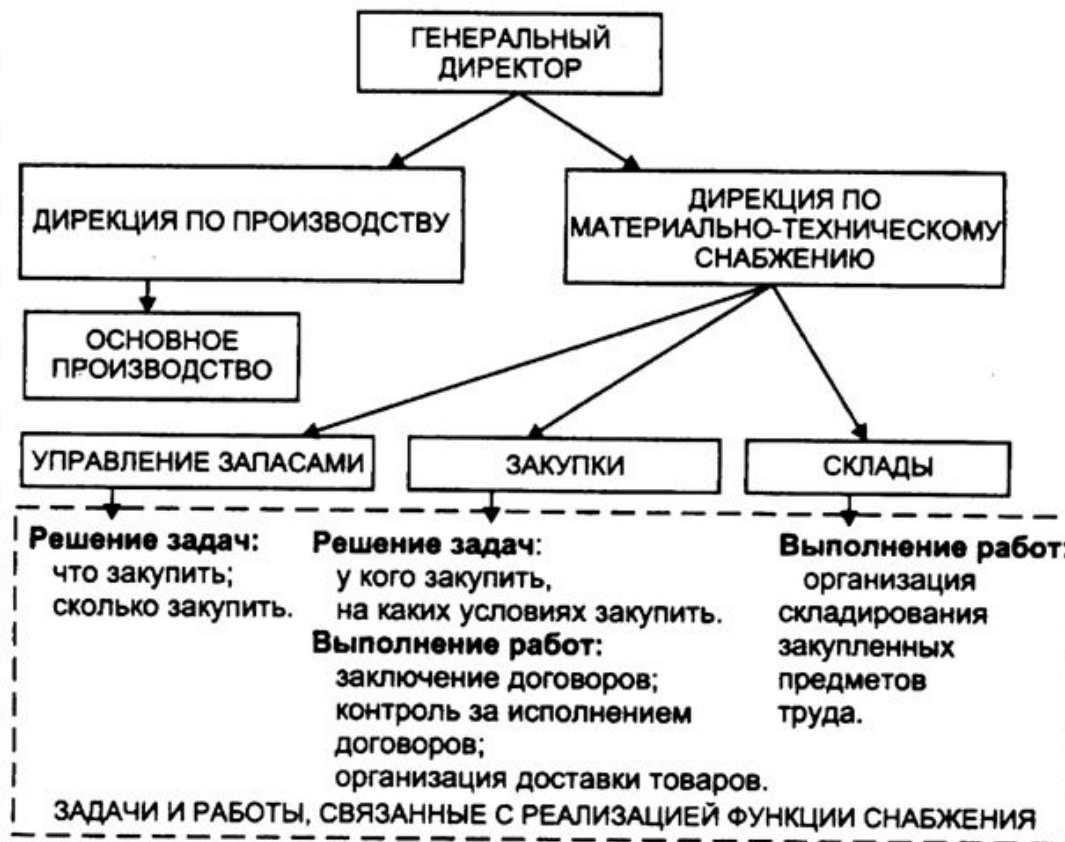 ГЕНЕРАЛЬНЫЙ
ДИРЕКТОР
ДИРЕКЦИЯ ПО ПРОИЗВОДСТВУ
ДИРЕКЦИЯ ПО
МАТЕРИАЛЬНО-ТЕХНИЧЕСКОМУ
СНАБЖЕНИЮ
ОСНОВНОЕ
ПРОИЗВОДСТВО
УПРАВЛЕНИЕ ЗАПАСАМИ
ЗАКУПКИ
СКЛАДЫ
Решение задач:
что закупить;
сколько закупить.
Решение задач:
у кого закупить,
на каких условиях закупить.
Выполнение работ:
заключение договоров;
контроль за исполнением
договоров;
организация доставки товаров.
Выполнение работ:
организация
складирования
закупленных
предметов
труда.
ЗАДАЧИ И РАБОТЫ, СВЯЗАННЫЕ С РЕАЛИЗАЦИЕЙ ФУНКЦИИ СНАБЖЕНИЯ